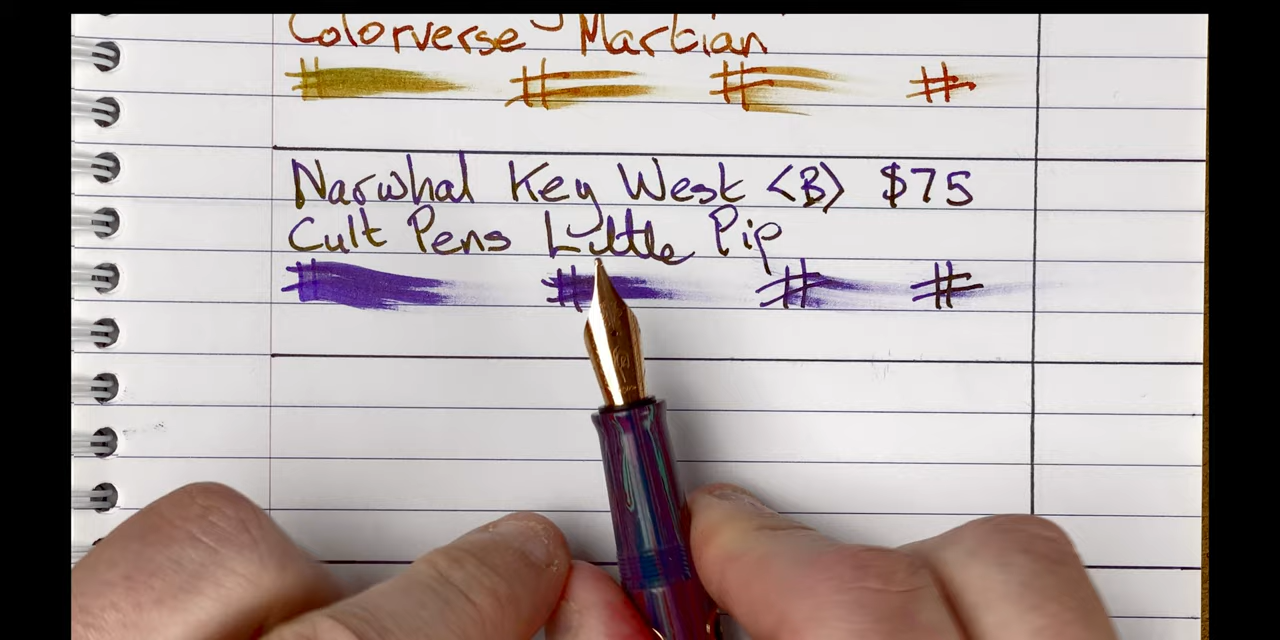 Colorverse Martian
# # # #
Narwhal Key West <B> $75
Cult Pens Little Pip
# # # #